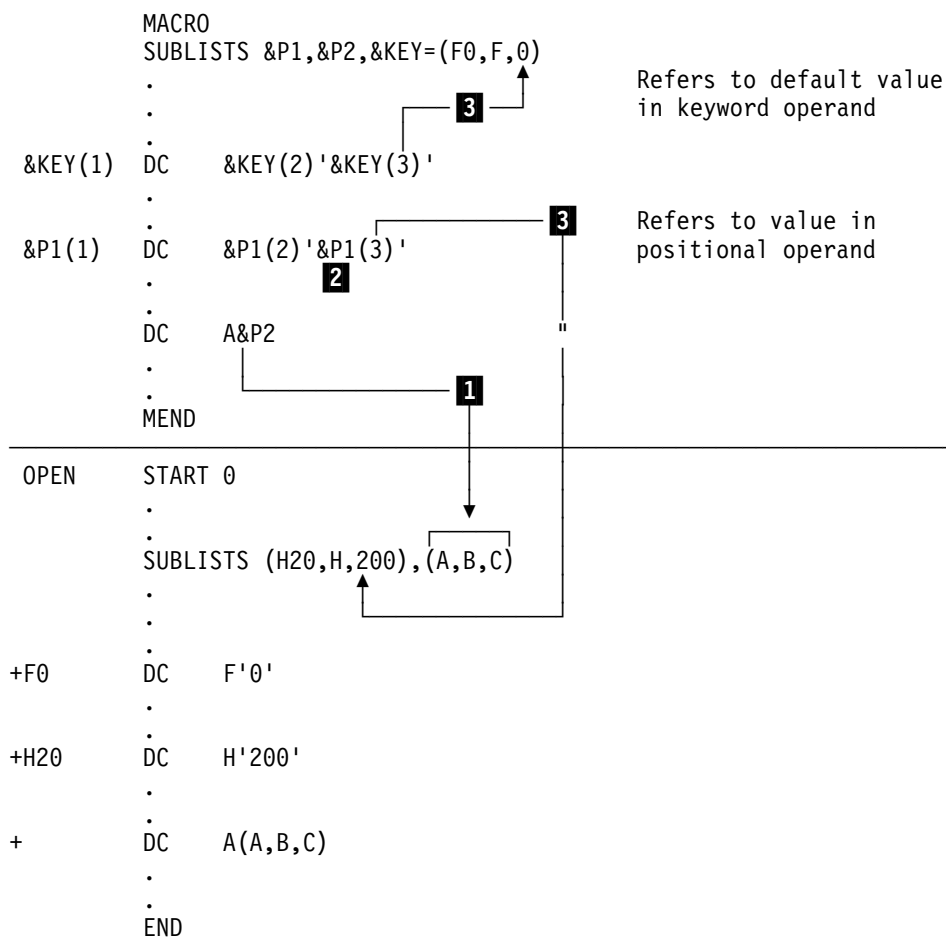 MACRO
SUBLISTS &P1,&P2,&KEY=(F0,F,0)
. Refers to default value
. 3 in keyword operand
.
&KEY(1) DC &KEY(2)'&KEY(3)'
.
. 3 Refers to value in
&P1(1) DC &P1(2)'&P1(3)' positional operand
. 2
.
DC A&P2 "
.
. 1
MEND
OPEN START 0
.
.
SUBLISTS (H20,H,200),(A,B,C)
.
.
.
+F0 DC F'0'
.
.
+H20 DC H'200'
.
.
+ DC A(A,B,C)
.
.
END